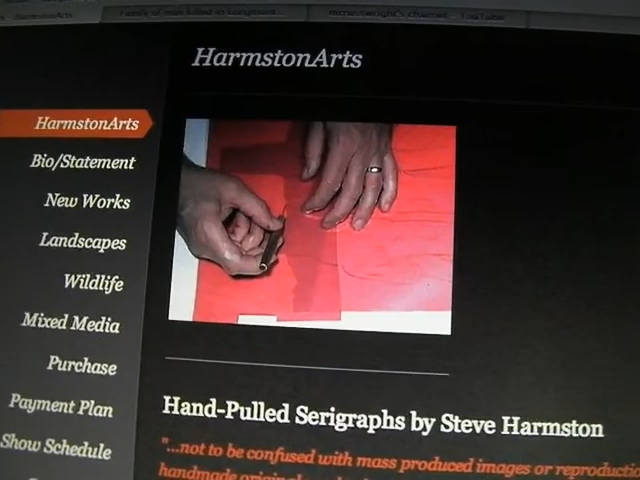 HarmstonArts
HarmstonArts
HarmstonArts
Bio/Statement
New Works
Landscapes
Wildlife
Mixed Media
Purchase
Payment Plan
Show Schedule
Hand-Pulled Serigraphs by Steve Harmston
"...not to be confused with mass produced images or reproductio
handmade